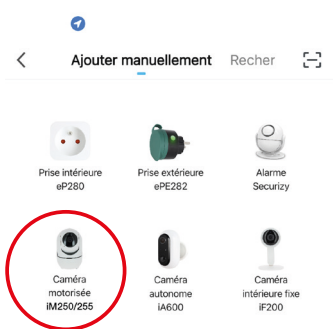 Ajouter manuellement Recher
Prise intérieure
eP280
Prise extérieure
ePE282
Alarme
Securizy
Caméra
motorisée
iM250/255
Caméra
autonome
iA600
Caméra
intérieure fixe
iF200